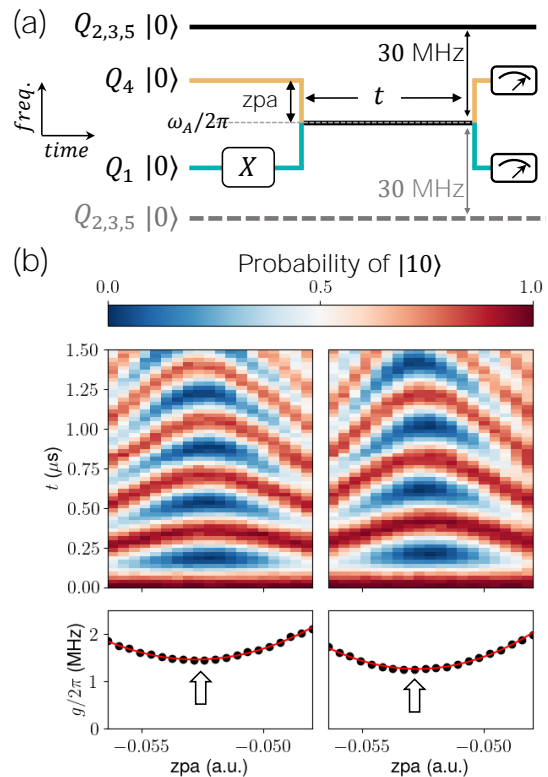 (a)
Q2,3,5 |0⟩
30 MHz
Q4 |0⟩
zpa
t
ωA/2π
freq.
time
Q1 |0⟩
X
30 MHz
Q2,3,5 |0⟩
(b)
Probability of |10⟩
0.0 0.5 1.0
1.50
1.25
1.00
0.75
0.50
0.25
0.00
t (μs)
2
1
0
g/2π (MHz)
−0.055 −0.050 −0.055 −0.050
zpa (a.u.) zpa (a.u.)